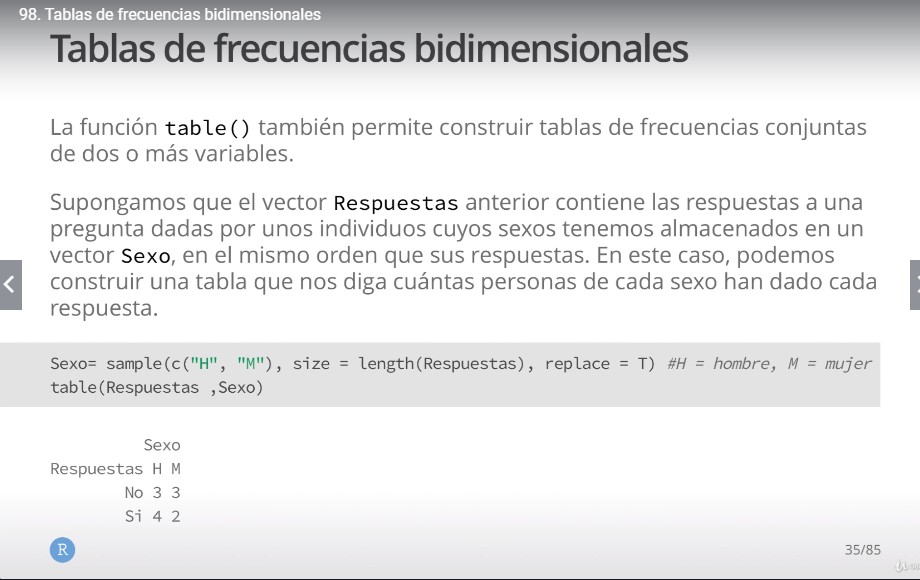 98. Tablas de frecuencias bidimensionales
Tablas de frecuencias bidimensionales
La función table() también permite construir tablas de frecuencias conjuntas
de dos o más variables.
Supongamos que el vector Respuestas anterior contiene las respuestas a una
pregunta dadas por unos individuos cuyos sexos tenemos almacenados en un
vector Sexo, en el mismo orden que sus respuestas. En este caso, podemos
construir una tabla que nos diga cuántas personas de cada sexo han dado cada
respuesta.
Sexo= sample(c("H", "M"), size = length(Respuestas), replace = T) #H = hombre, M = mujer
table(Respuestas ,Sexo)
Sexo
Respuestas H M
No 3 3
Si 4 2
R
35/85